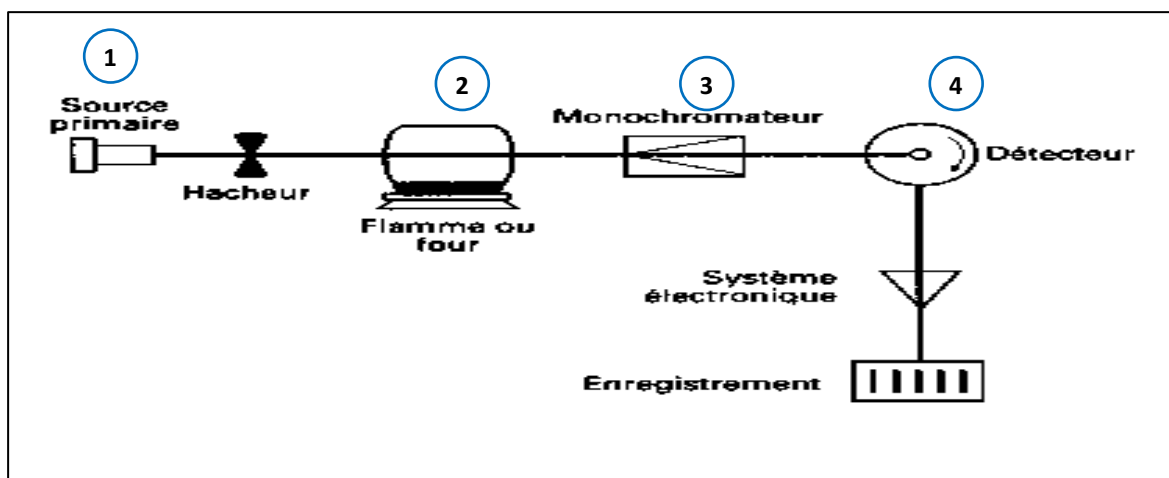 1
2
3
4
Source
primaire
Monochromateur
Détecteur
Hacheur
Flamme ou
four
Système
électronique
Enregistrement